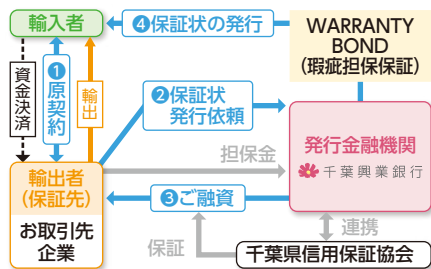 輸入者
❹保証状の発行
WARRANTY
BOND
(瑕疵担保保証)
資金決済
❶原契約
輸出
❷保証状
発行依頼
担保金
発行金融機関
千葉興業銀行
輸出者
(保証先)
お取引先
企業
❸ご融資
保証
連携
千葉県信用保証協会